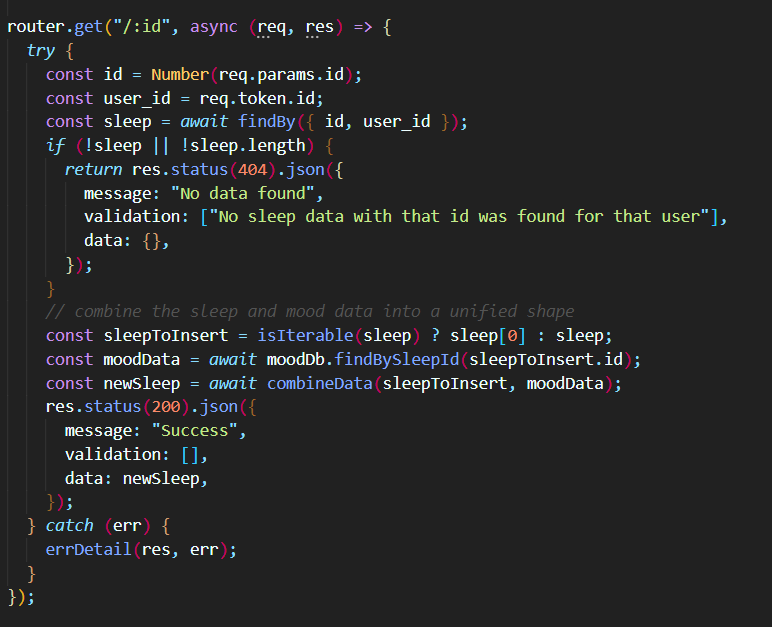 router.get("/:id", async (req, res) => {
  try {
    const id = Number(req.params.id);
    const user_id = req.token.id;
    const sleep = await findBy({ id, user_id });
    if (!sleep || !sleep.length) {
      return res.status(404).json({
        message: "No data found",
        validation: ["No sleep data with that id was found for that user"],
        data: {},
      });
    }
    // combine the sleep and mood data into a unified shape
    const sleepToInsert = isIterable(sleep) ? sleep[0] : sleep;
    const moodData = await moodDb.findBySleepId(sleepToInsert.id);
    const newSleep = await combineData(sleepToInsert, moodData);
    res.status(200).json({
      message: "Success",
      validation: [],
      data: newSleep,
    });
  } catch (err) {
    errDetail(res, err);
  }
});